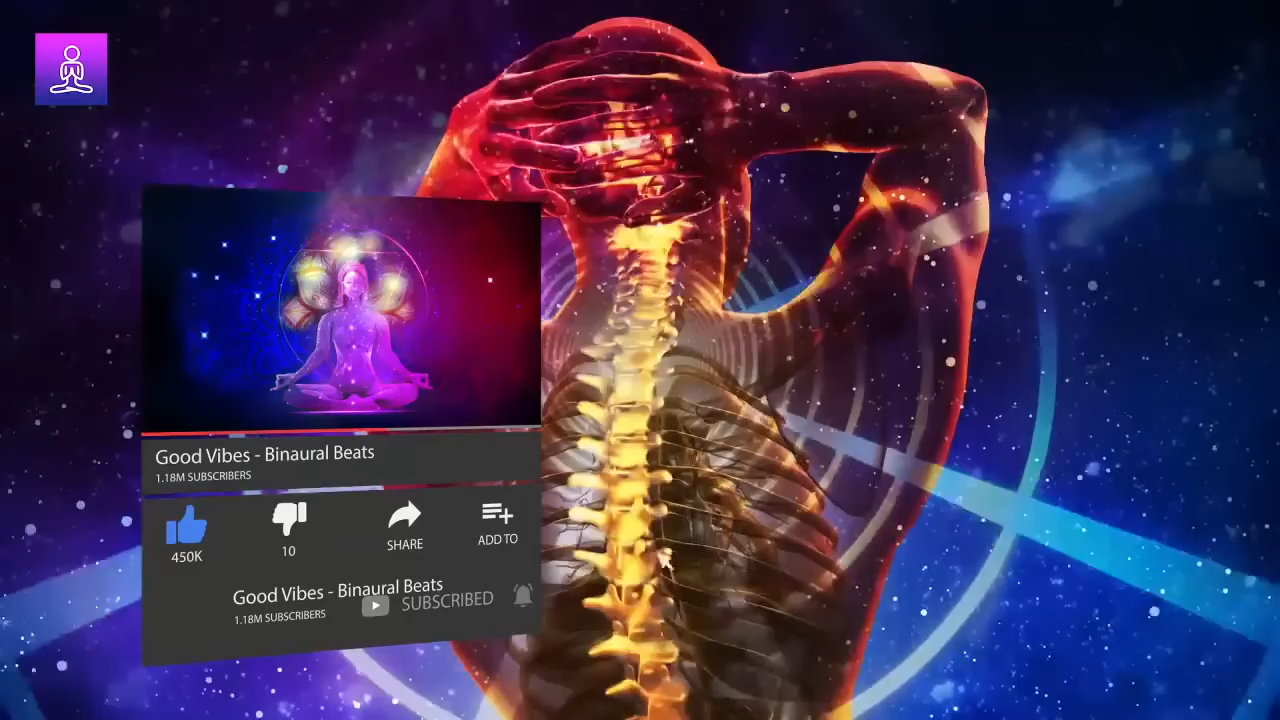 Good Vibes - Binaural Beats
1.18M SUBSCRIBERS
450K
10
SHARE
ADD TO
Good Vibes - Binaural Beats
1.18M SUBSCRIBERS
SUBSCRIBED